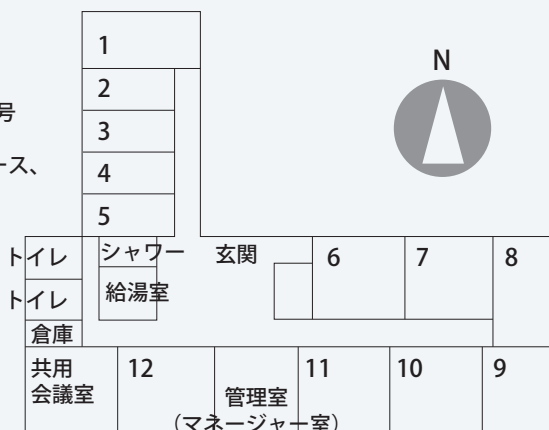 1
N
2
号
3
ース、
4
5
トイレ
シャワー
玄関
6
7
8
トイレ
給湯室
倉庫
共用
会議室
12
管理室
（マネージャー室）
11
10
9